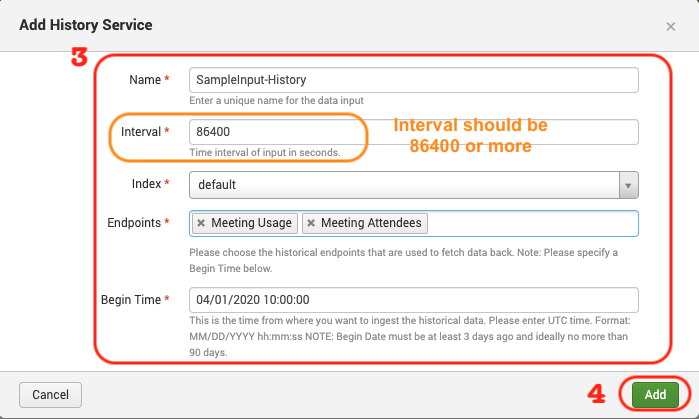 Add History Service
×
3
Name *
SampleInput-History
Enter a unique name for the data input
Interval *
86400
Interval should be
86400 or more
Time interval of input in seconds.
Index *
default
Endpoints *
× Meeting Usage × Meeting Attendees
Please choose the historical endpoints that are used to fetch data back. Note: Please specify a
Begin Time below.
Begin Time *
04/01/2020 10:00:00
This is the time from where you want to ingest the historical data. Please enter UTC time. Format:
MM/DD/YYYY hh:mm:ss NOTE: Begin Date must be at least 3 days ago and ideally no more than
90 days.
Cancel
4
Add